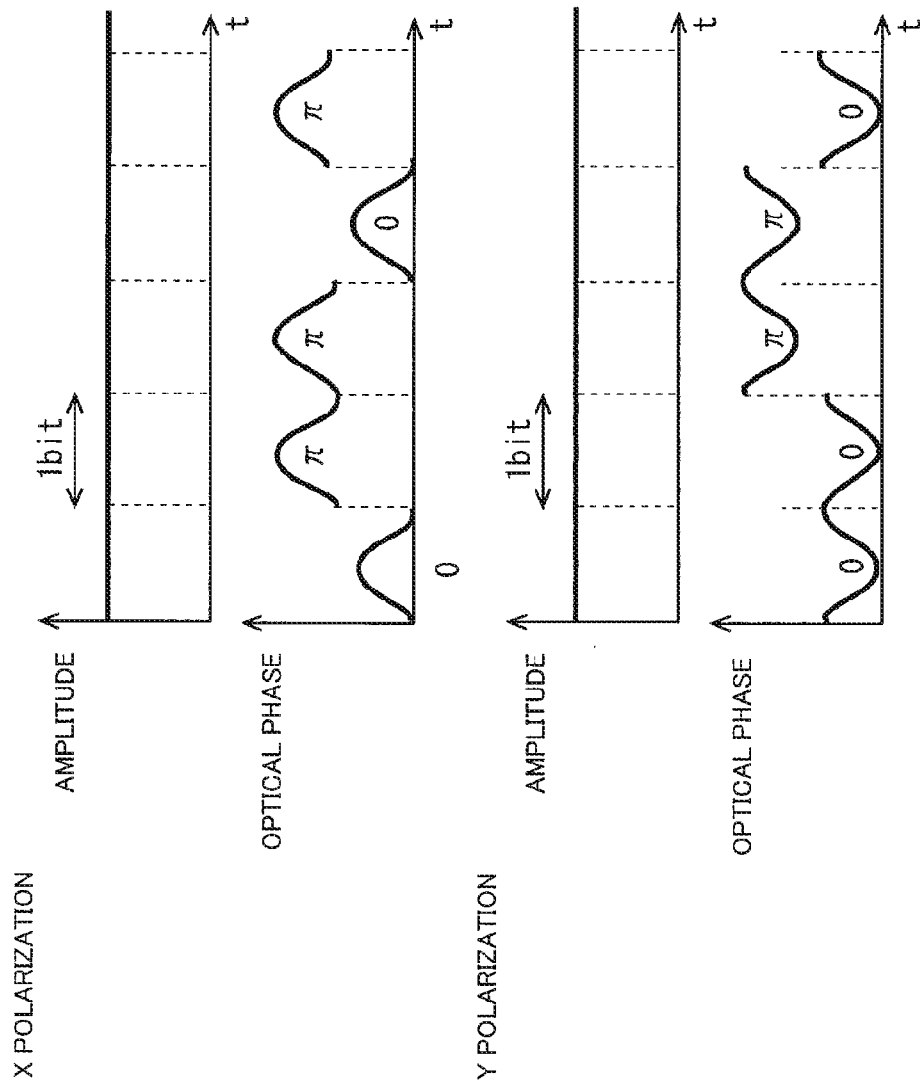 X POLARIZATION
AMPLITUDE
1bit
t
OPTICAL PHASE
0
π
π
0
π
t
Y POLARIZATION
AMPLITUDE
1bit
t
OPTICAL PHASE
0
0
π
π
0
t